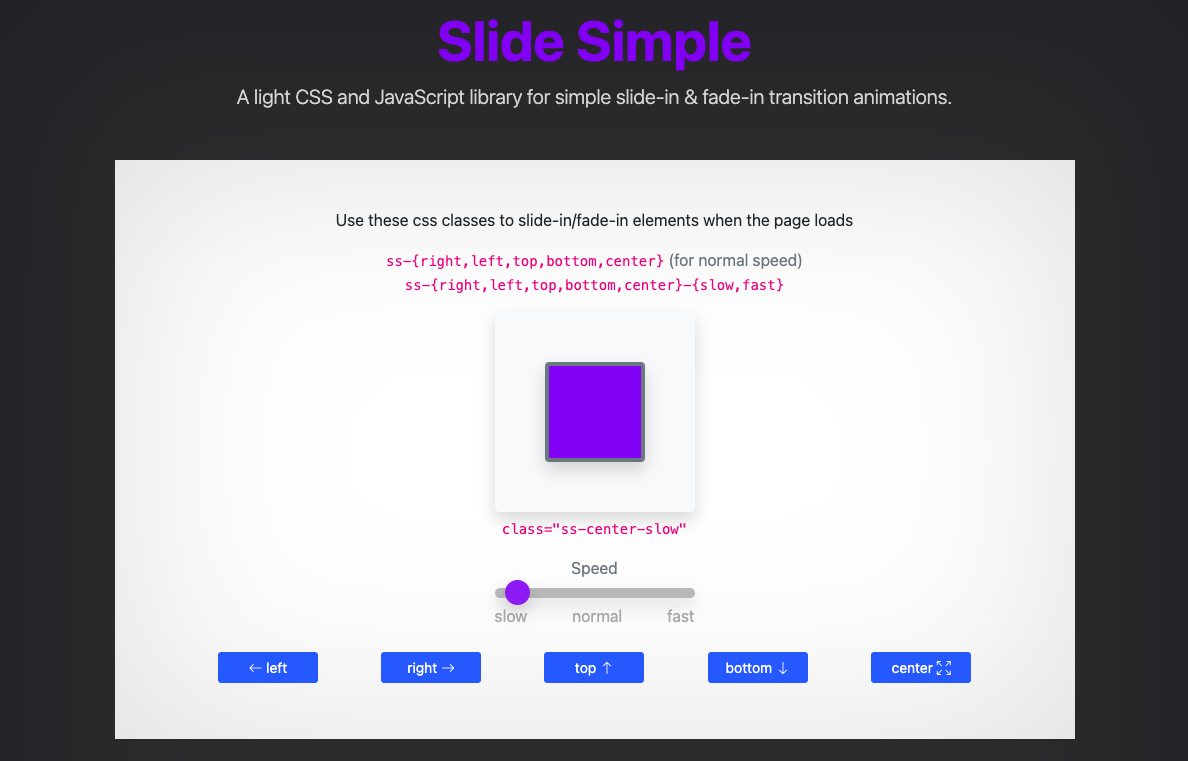 Slide Simple
A light CSS and JavaScript library for simple slide-in & fade-in transition animations.
Use these css classes to slide-in/fade-in elements when the page loads
ss-{right,left,top,bottom,center} (for normal speed)
ss-{right,left,top,bottom,center}-{slow,fast}
class="ss-center-slow"
Speed
slow normal fast
← left right → top ↑ bottom ↓ center